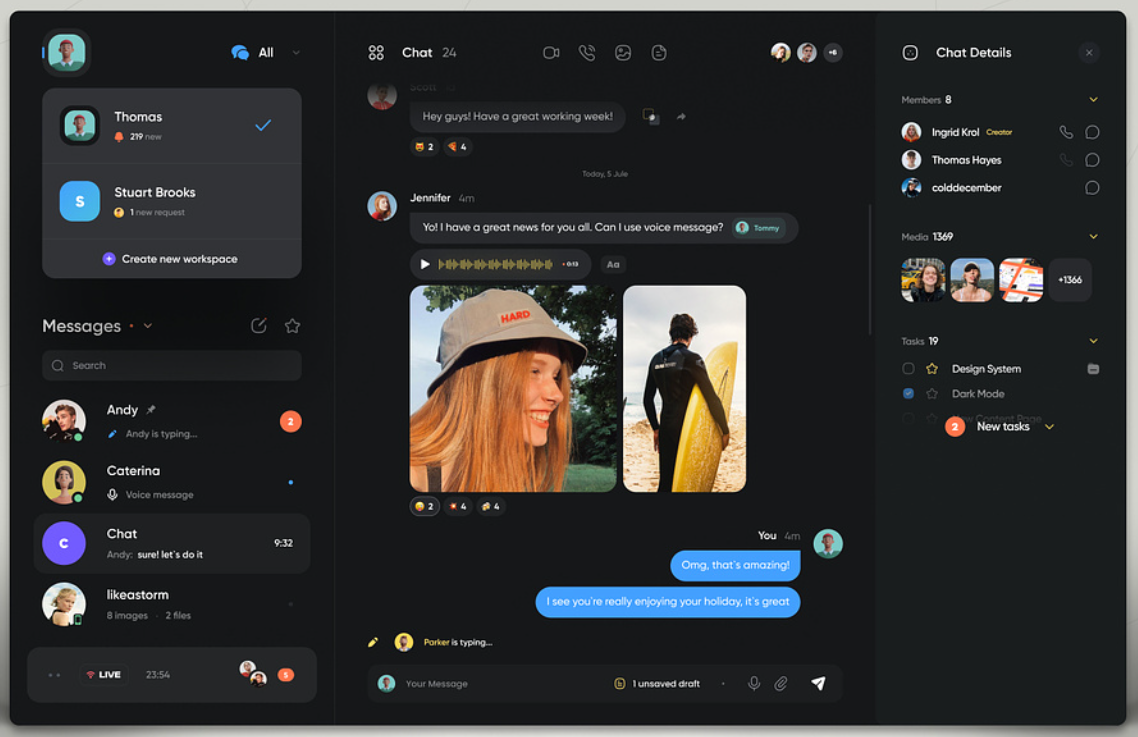 All
Thomas
219 new
S
Stuart Brooks
1 new request
Create new workspace
Messages
Search
Andy
Andy is typing...
2
Caterina
Voice message
C
Chat
Andy: sure! let`s do it
9:32
likeastorm
8 images · 2 files
LIVE
23:54
5
Chat 24
+6
Scott
Hey guys! Have a great working week!
2
4
Today, 5 Jule
Jennifer 4m
Yo! I have a great news for you all. Can I use voice message? Tommy
0:13
Aa
HARD
2
4
4
You 4m
Omg, that`s amazing!
I see you`re really enjoying your holiday, it`s great
Parker is typing...
Your Message
1 unsaved draft
Chat Details
Members 8
Ingrid Krol Creator
Thomas Hayes
colddecember
Media 1369
+1366
Tasks 19
Design System
Dark Mode
New Content Page
2 New tasks